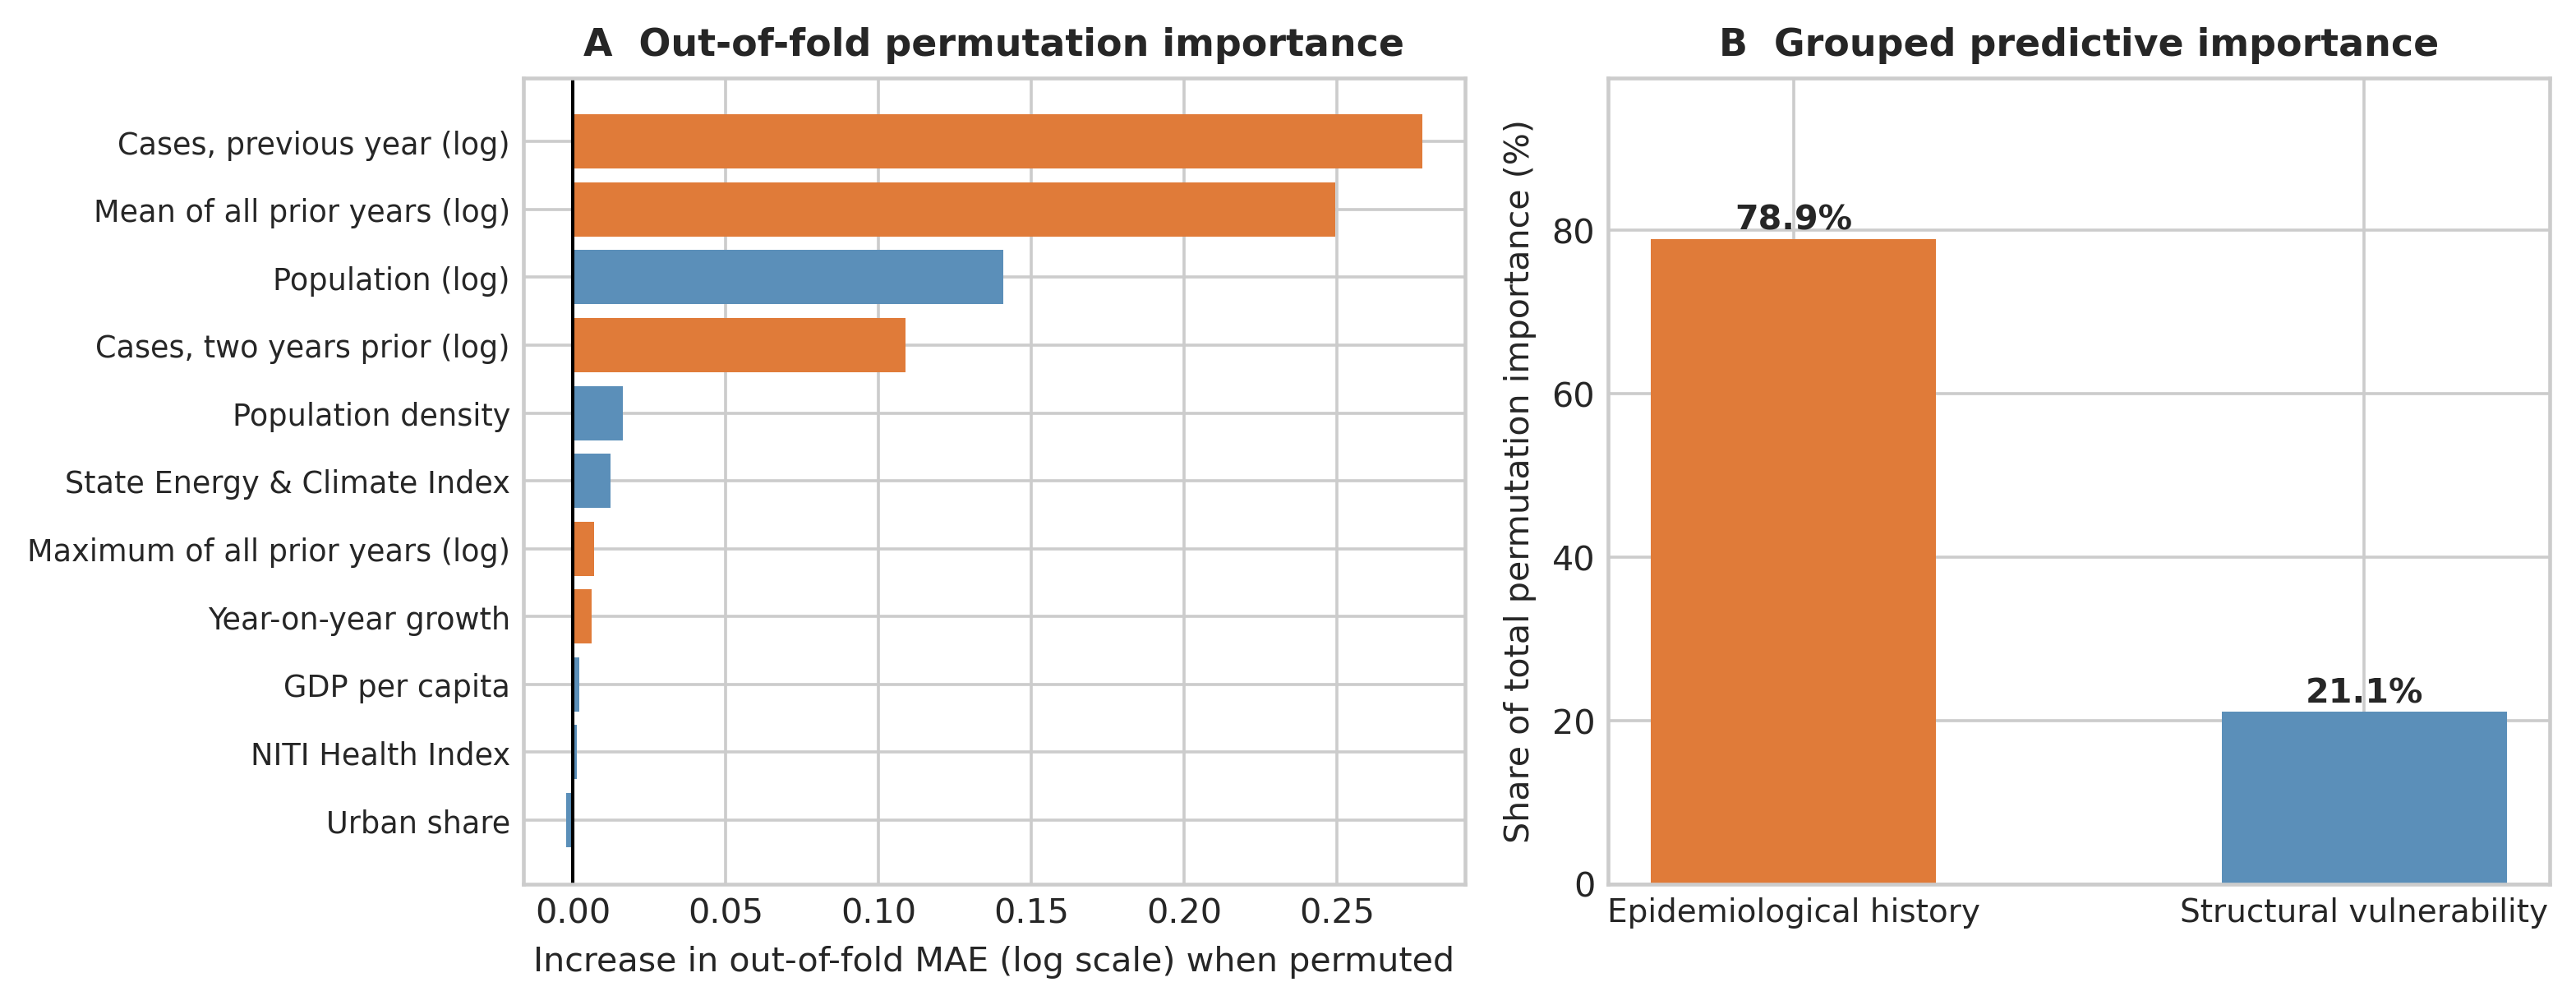 A  Out-of-fold permutation importance
Cases, previous year (log)
Mean of all prior years (log)
Population (log)
Cases, two years prior (log)
Population density
State Energy & Climate Index
Maximum of all prior years (log)
Year-on-year growth
GDP per capita
NITI Health Index
Urban share
0.00 0.05 0.10 0.15 0.20 0.25
Increase in out-of-fold MAE (log scale) when permuted
B  Grouped predictive importance
Share of total permutation importance (%)
80
60
40
20
0
78.9%
21.1%
Epidemiological history
Structural vulnerability